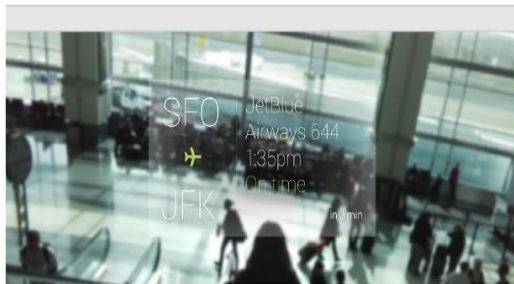 SFO
JFK
JetBlue
Airways 644
1:35pm
On time
in 3 min